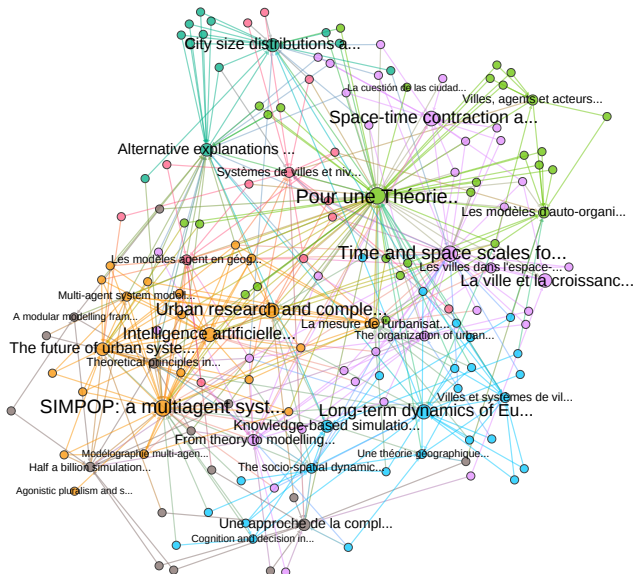 City size distributions a...
La cuestión de las ciudad...
Villes, agents et acteurs...
Space-time contraction a...
Alternative explanations ...
Systèmes de villes et niv...
Pour une Théorie..
Les modèles d'auto-organi...
Time and space scales fo...
Les modèles agent en géog...
Les villes dans l'espace-...
La ville et la croissanc...
Multi-agent system modell...
Urban research and comple...
A modular modelling fram...
La mesure de l'urbanisat...
Intelligence artificielle...
The organization of urban...
The future of urban syste...
Theoretical principles in...
Villes et systèmes de vil...
SIMPOP: a multiagent syst...
Long-term dynamics of Eu...
Knowledge-based simulatio...
From theory to modelling...
Modélographie multi-agen...
Une théorie géographique...
Half a billion simulation...
The socio-spatial dynamic...
Agonistic pluralism and s...
Une approche de la compl...
Cognition and decision in...